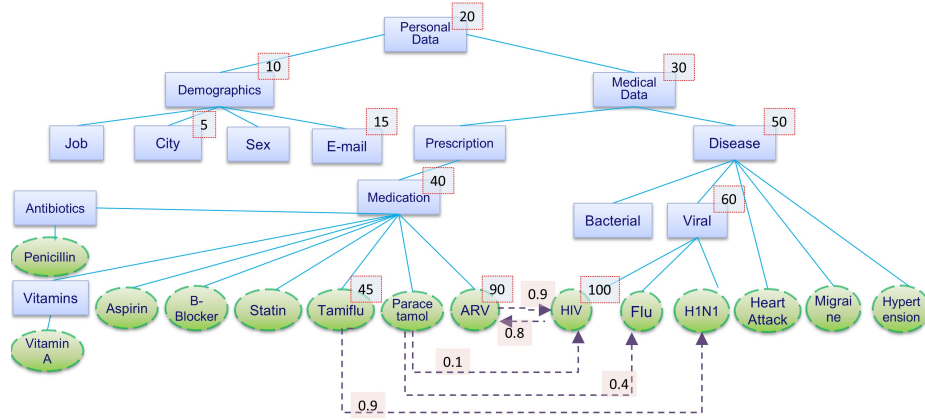 20
Personal
Data
10
Demographics
30
Medical
Data
Job
City
5
Sex
15
E-mail
Prescription
50
Disease
40
Medication
Antibiotics
Bacterial
60
Viral
Penicillin
Vitamins
Vitamin
A
Aspirin
B-
Blocker
Statin
45
Tamiflu
Parace
tamol
90
ARV
0.9
0.8
100
HIV
Flu
H1N1
Heart
Attack
Migrai
ne
Hypert
ension
0.1
0.4
0.9